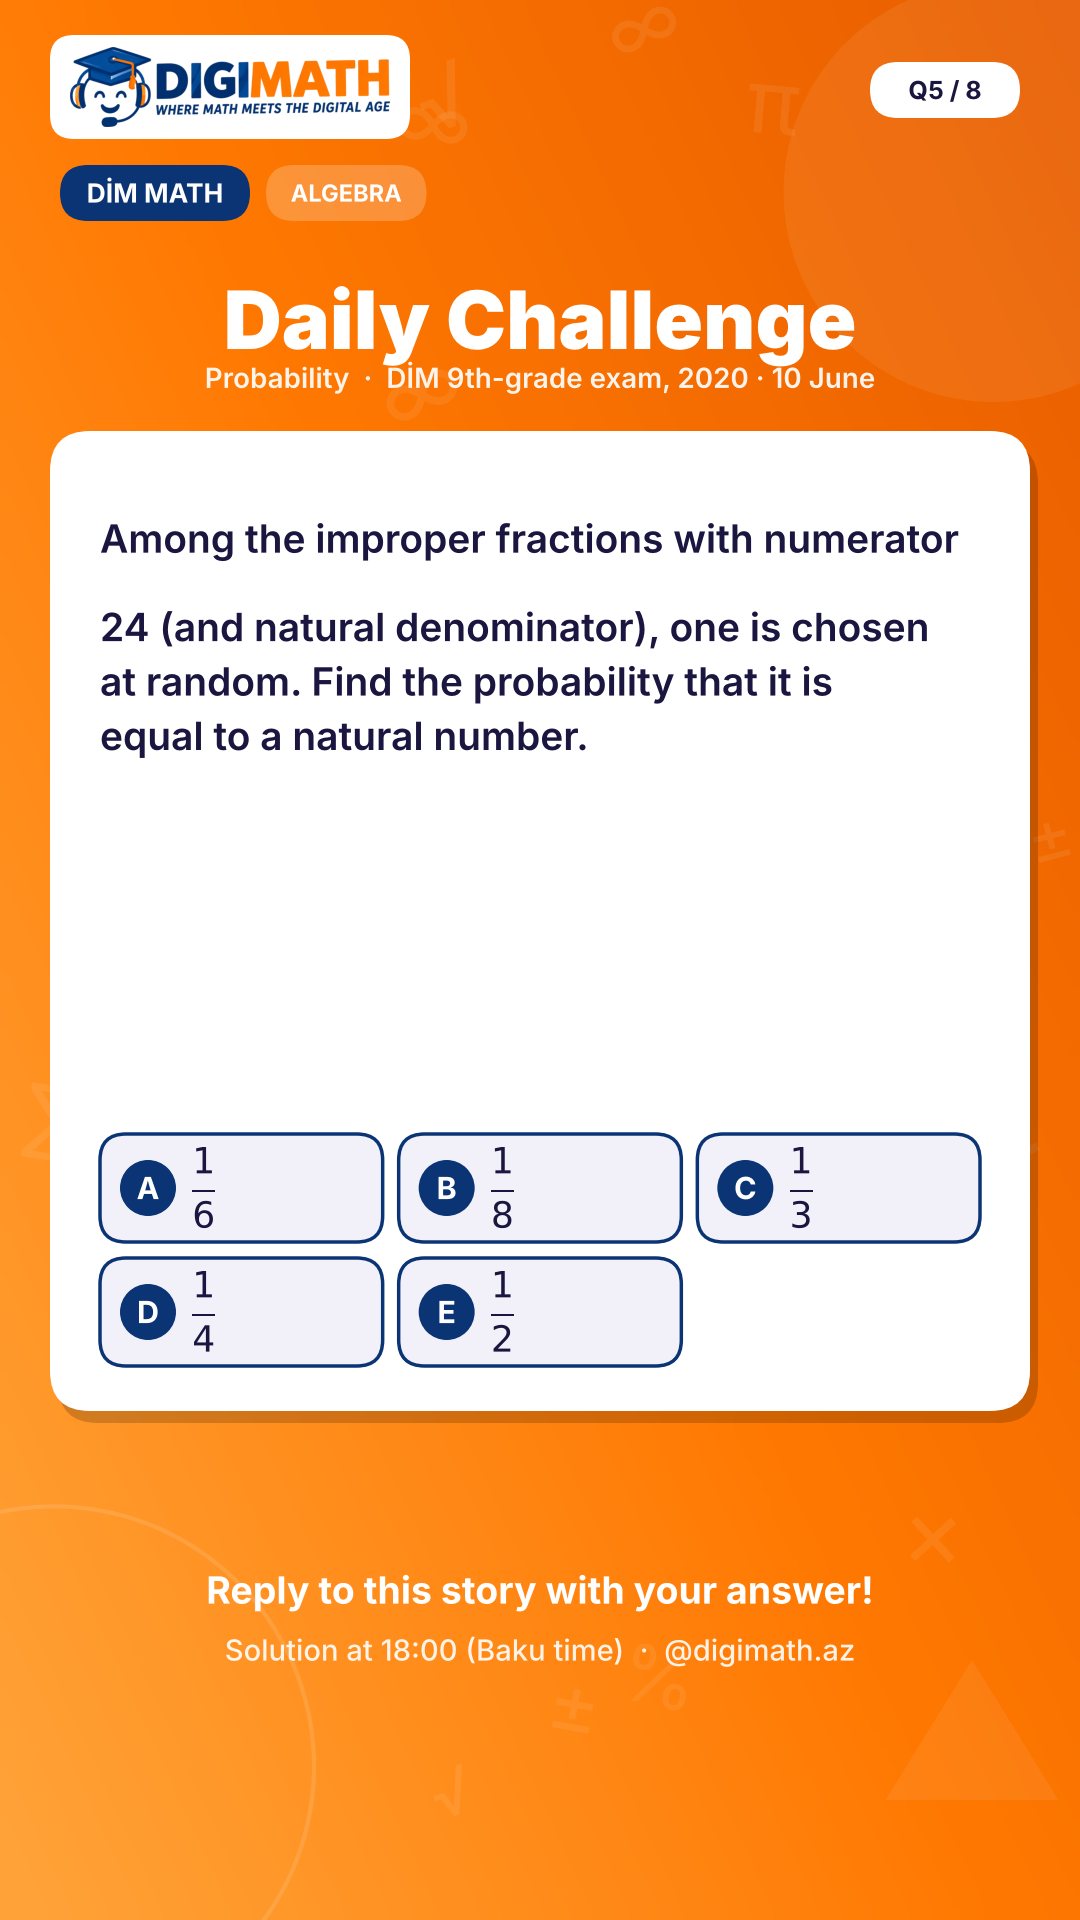 DIGIMATH
WHERE MATH MEETS THE DIGITAL AGE
Q5 / 8
DİM MATH
ALGEBRA
Daily Challenge
Probability · DİM 9th-grade exam, 2020 · 10 June
Among the improper fractions with numerator
24 (and natural denominator), one is chosen
at random. Find the probability that it is
equal to a natural number.
A 1/6
B 1/8
C 1/3
D 1/4
E 1/2
Reply to this story with your answer!
Solution at 18:00 (Baku time) · @digimath.az